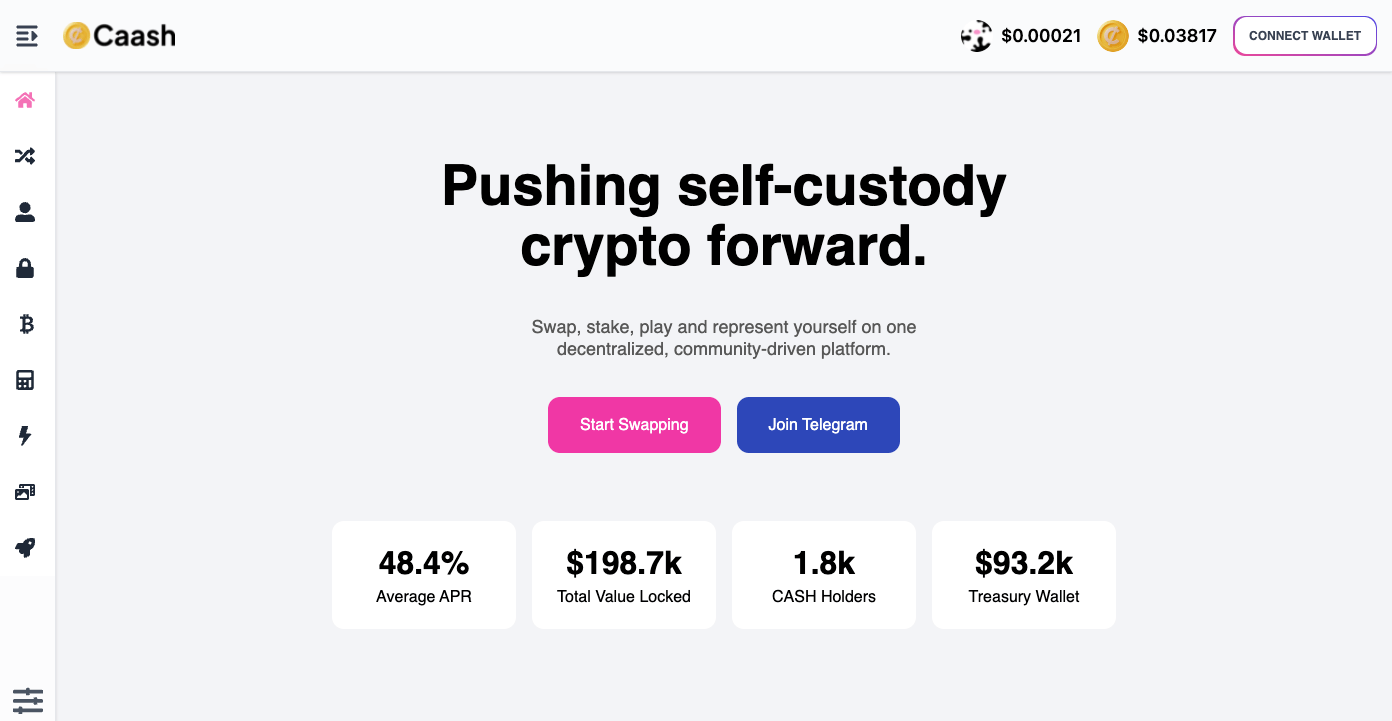 Caash
$0.00021
$0.03817
CONNECT WALLET
Pushing self-custody
crypto forward.
Swap, stake, play and represent yourself on one
decentralized, community-driven platform.
Start Swapping
Join Telegram
48.4%
Average APR
$198.7k
Total Value Locked
1.8k
CASH Holders
$93.2k
Treasury Wallet